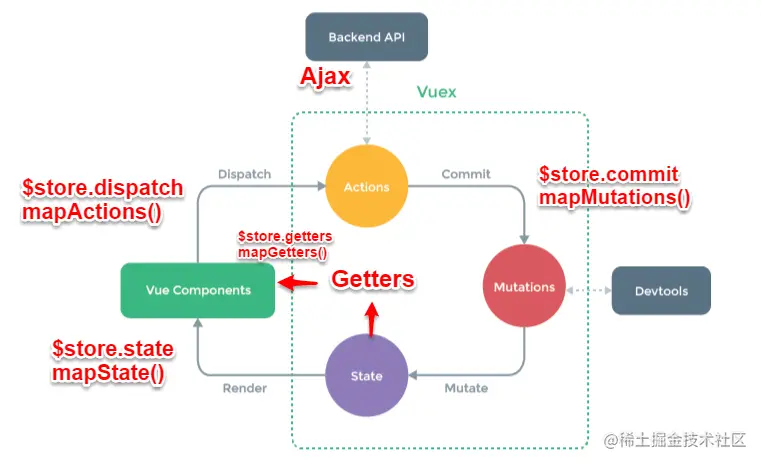 Backend API
Ajax
Vuex
Dispatch
Commit
$store.dispatch
mapActions()
Actions
$store.commit
mapMutations()
$store.getters
mapGetters()
Vue Components
Getters
Mutations
Devtools
$store.state
mapState()
State
Render
Mutate
@稀土掘金技术社区